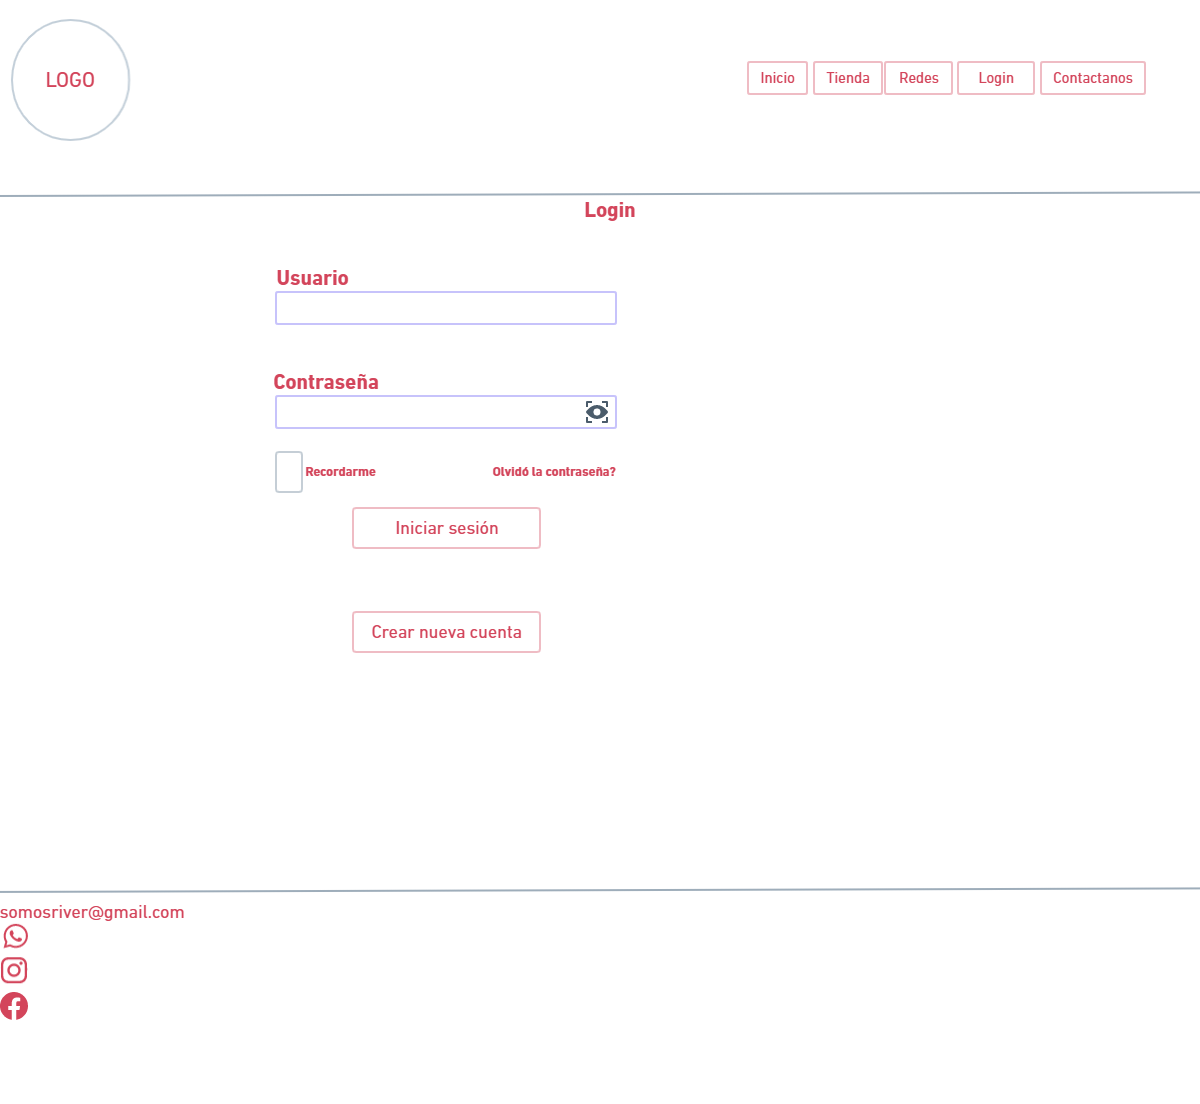 LOGO
Inicio
Tienda
Redes
Login
Contactanos
Login
Usuario
Contraseña
Recordarme
Olvidó la contraseña?
Iniciar sesión
Crear nueva cuenta
somosriver@gmail.com